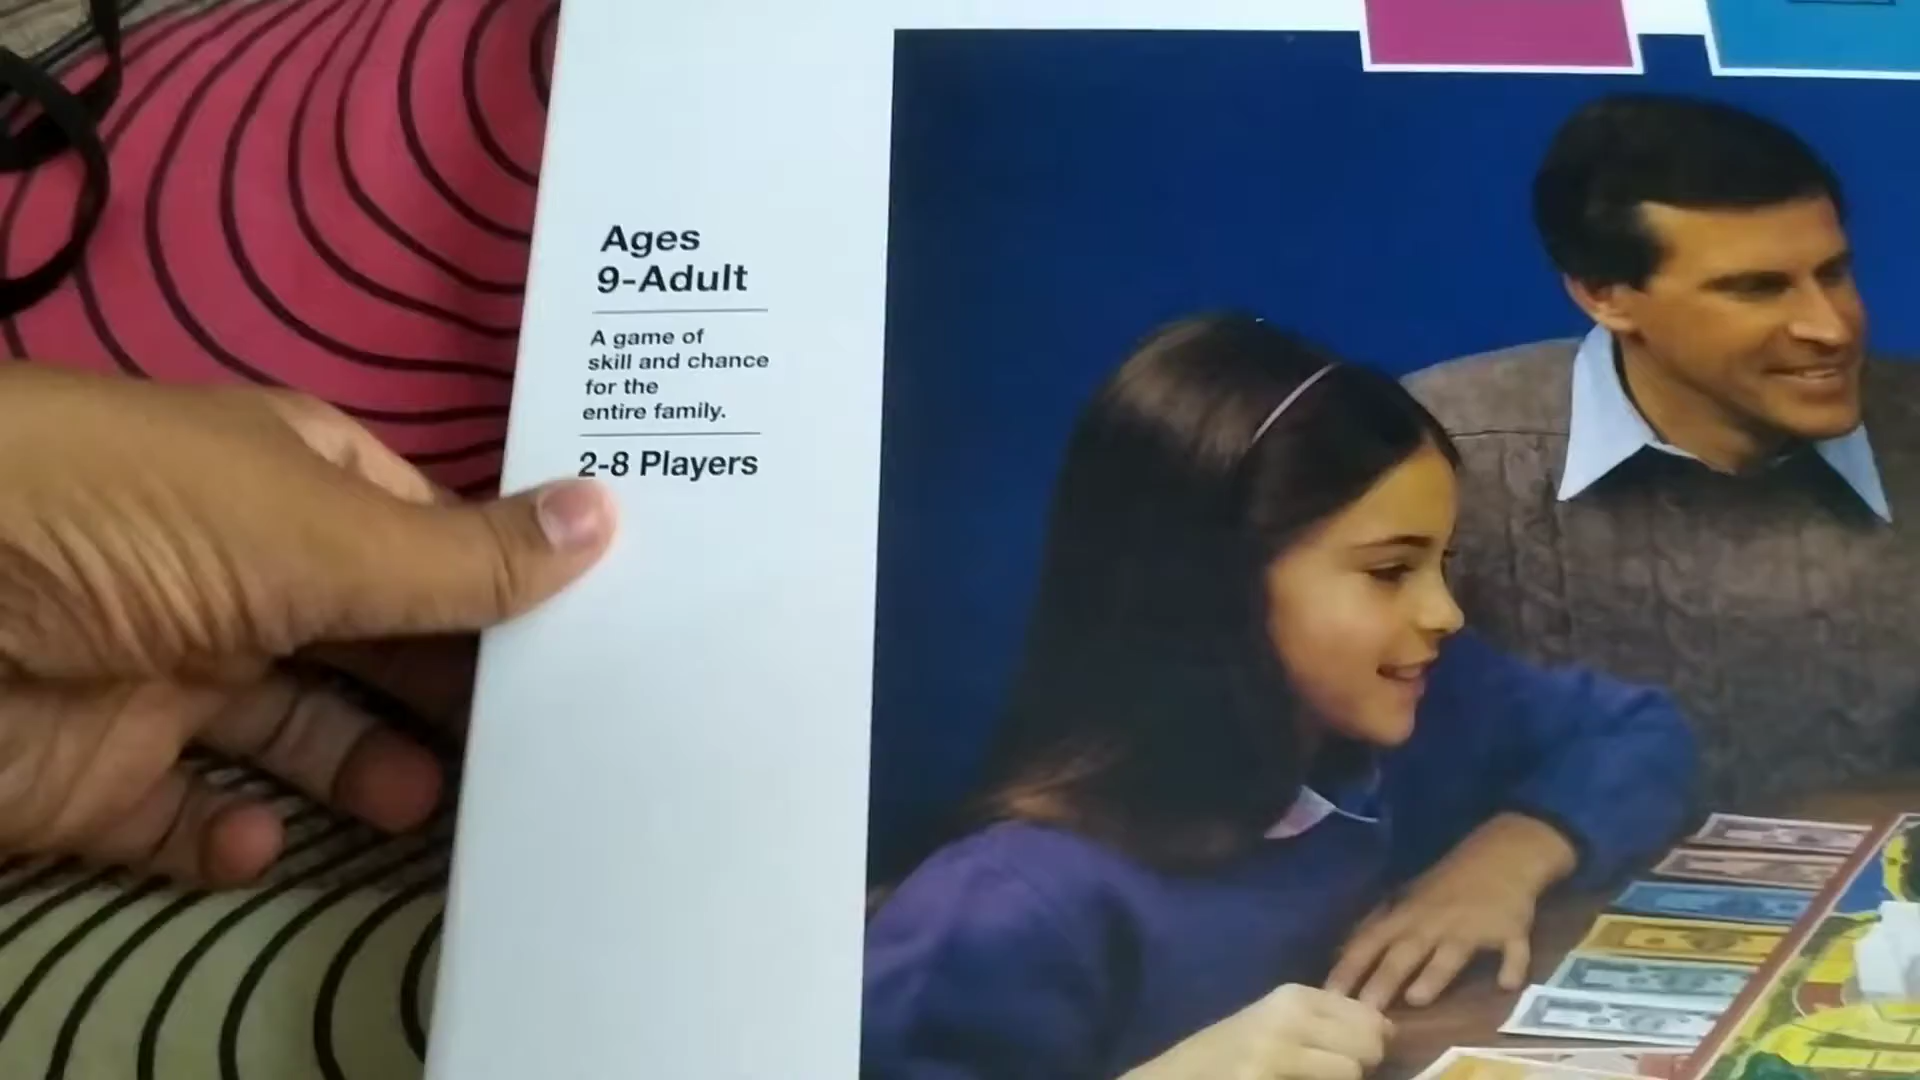 Ages
9-Adult
A game of
skill and chance
for the
entire family.
2-8 Players